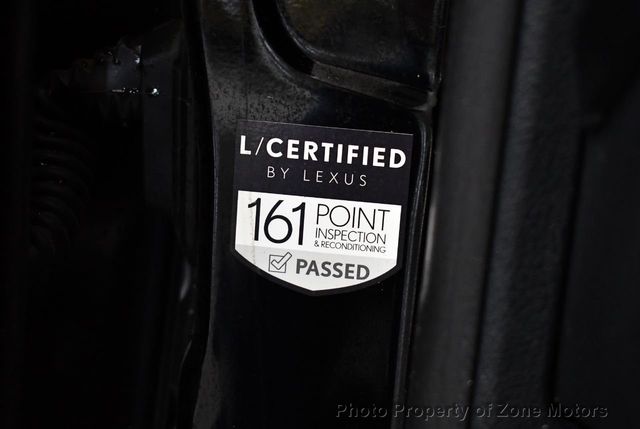 L/CERTIFIED
BY LEXUS
161 POINT
INSPECTION
& RECONDITIONING
PASSED
Photo Property of Zone Motors